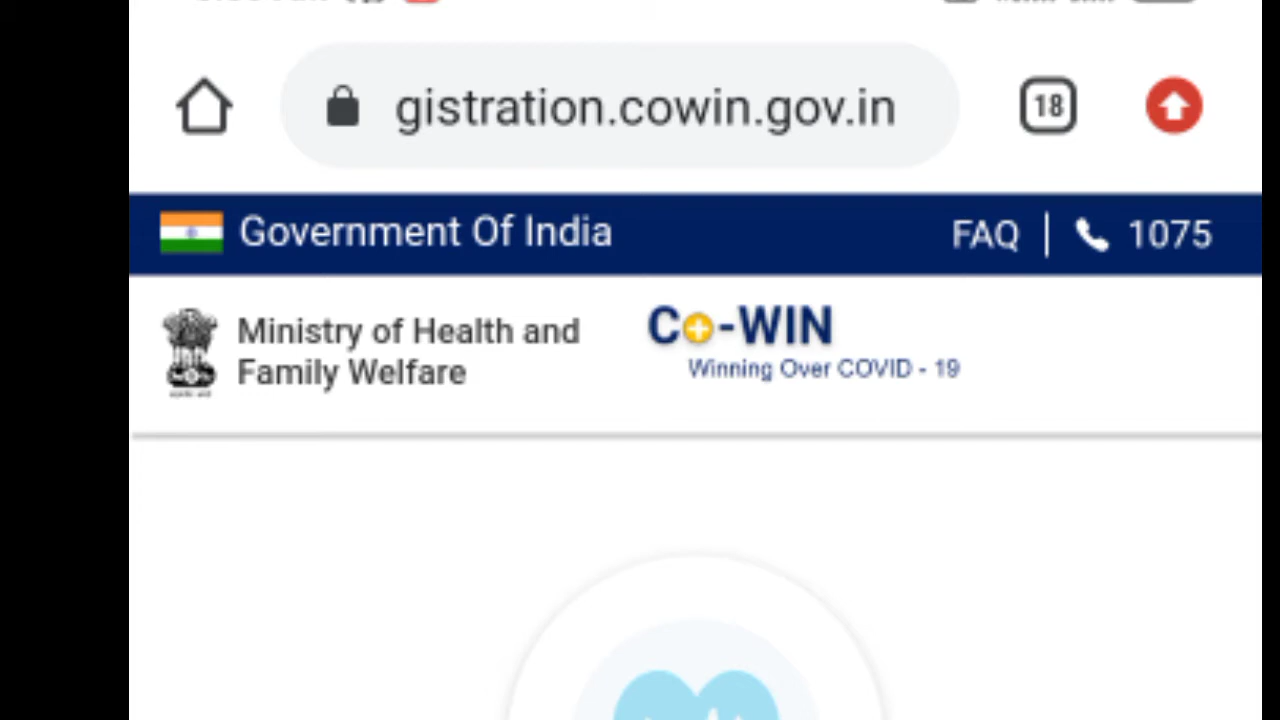 gistration.cowin.gov.in
18
Government Of India
FAQ | 1075
Ministry of Health and
Family Welfare
Co-WIN
Winning Over COVID - 19